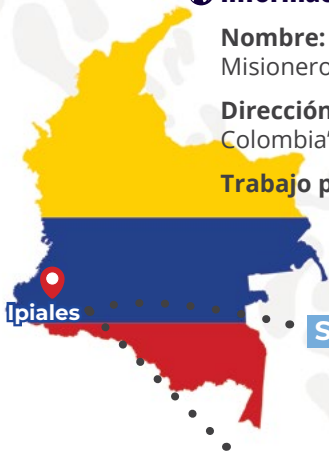 Nombre:
Misionero
Dirección
Colombia"
Trabajo p
Ipiales
S